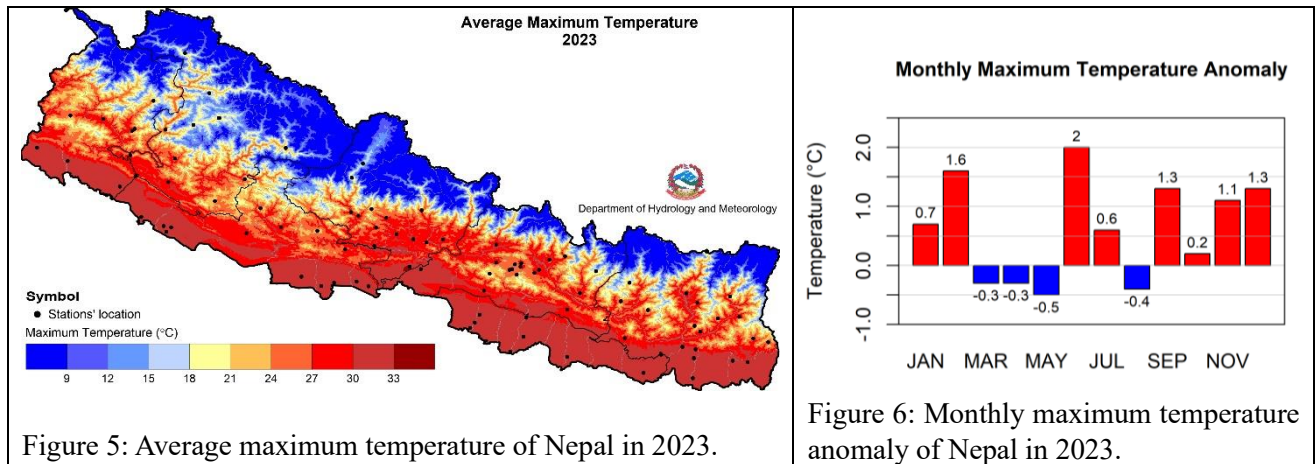 Average Maximum Temperature
2023
Department of Hydrology and Meteorology
Symbol
Stations' location
Maximum Temperature (°C)
9 12 15 18 21 24 27 30 33
Figure 5: Average maximum temperature of Nepal in 2023.
Monthly Maximum Temperature Anomaly
Temperature (°C)
2.0
1.0
0.0
-1.0
0.7
1.6
-0.3
-0.3
-0.5
2
0.6
-0.4
1.3
0.2
1.1
1.3
JAN MAR MAY JUL SEP NOV
Figure 6: Monthly maximum temperature
anomaly of Nepal in 2023.